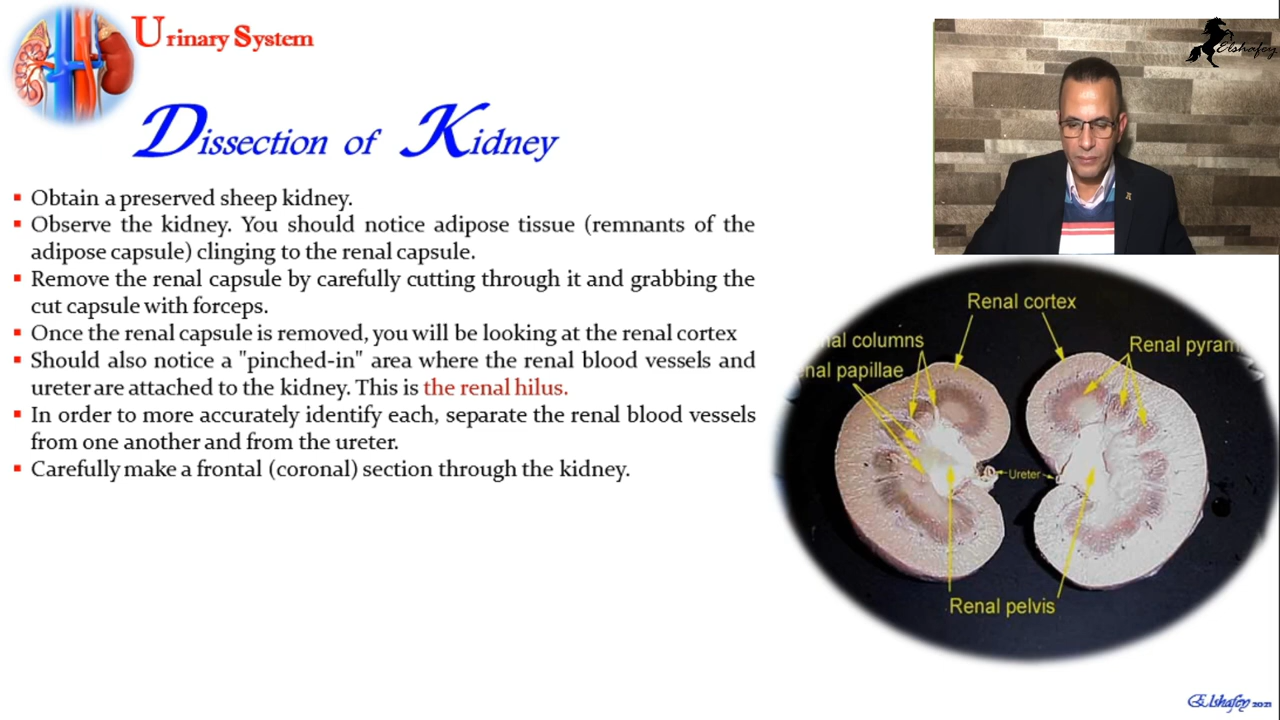 Urinary System
Elshafey
Dissection of Kidney
Obtain a preserved sheep kidney.
Observe the kidney. You should notice adipose tissue (remnants of the
adipose capsule) clinging to the renal capsule.
Remove the renal capsule by carefully cutting through it and grabbing the
cut capsule with forceps.
Once the renal capsule is removed, you will be looking at the renal cortex
Should also notice a "pinched-in" area where the renal blood vessels and
ureter are attached to the kidney. This is the renal hilus.
In order to more accurately identify each, separate the renal blood vessels
from one another and from the ureter.
Carefully make a frontal (coronal) section through the kidney.
Renal cortex
nal columns
Renal pyram
enal papillae
Ureter
Renal pelvis
Elshafey 2021